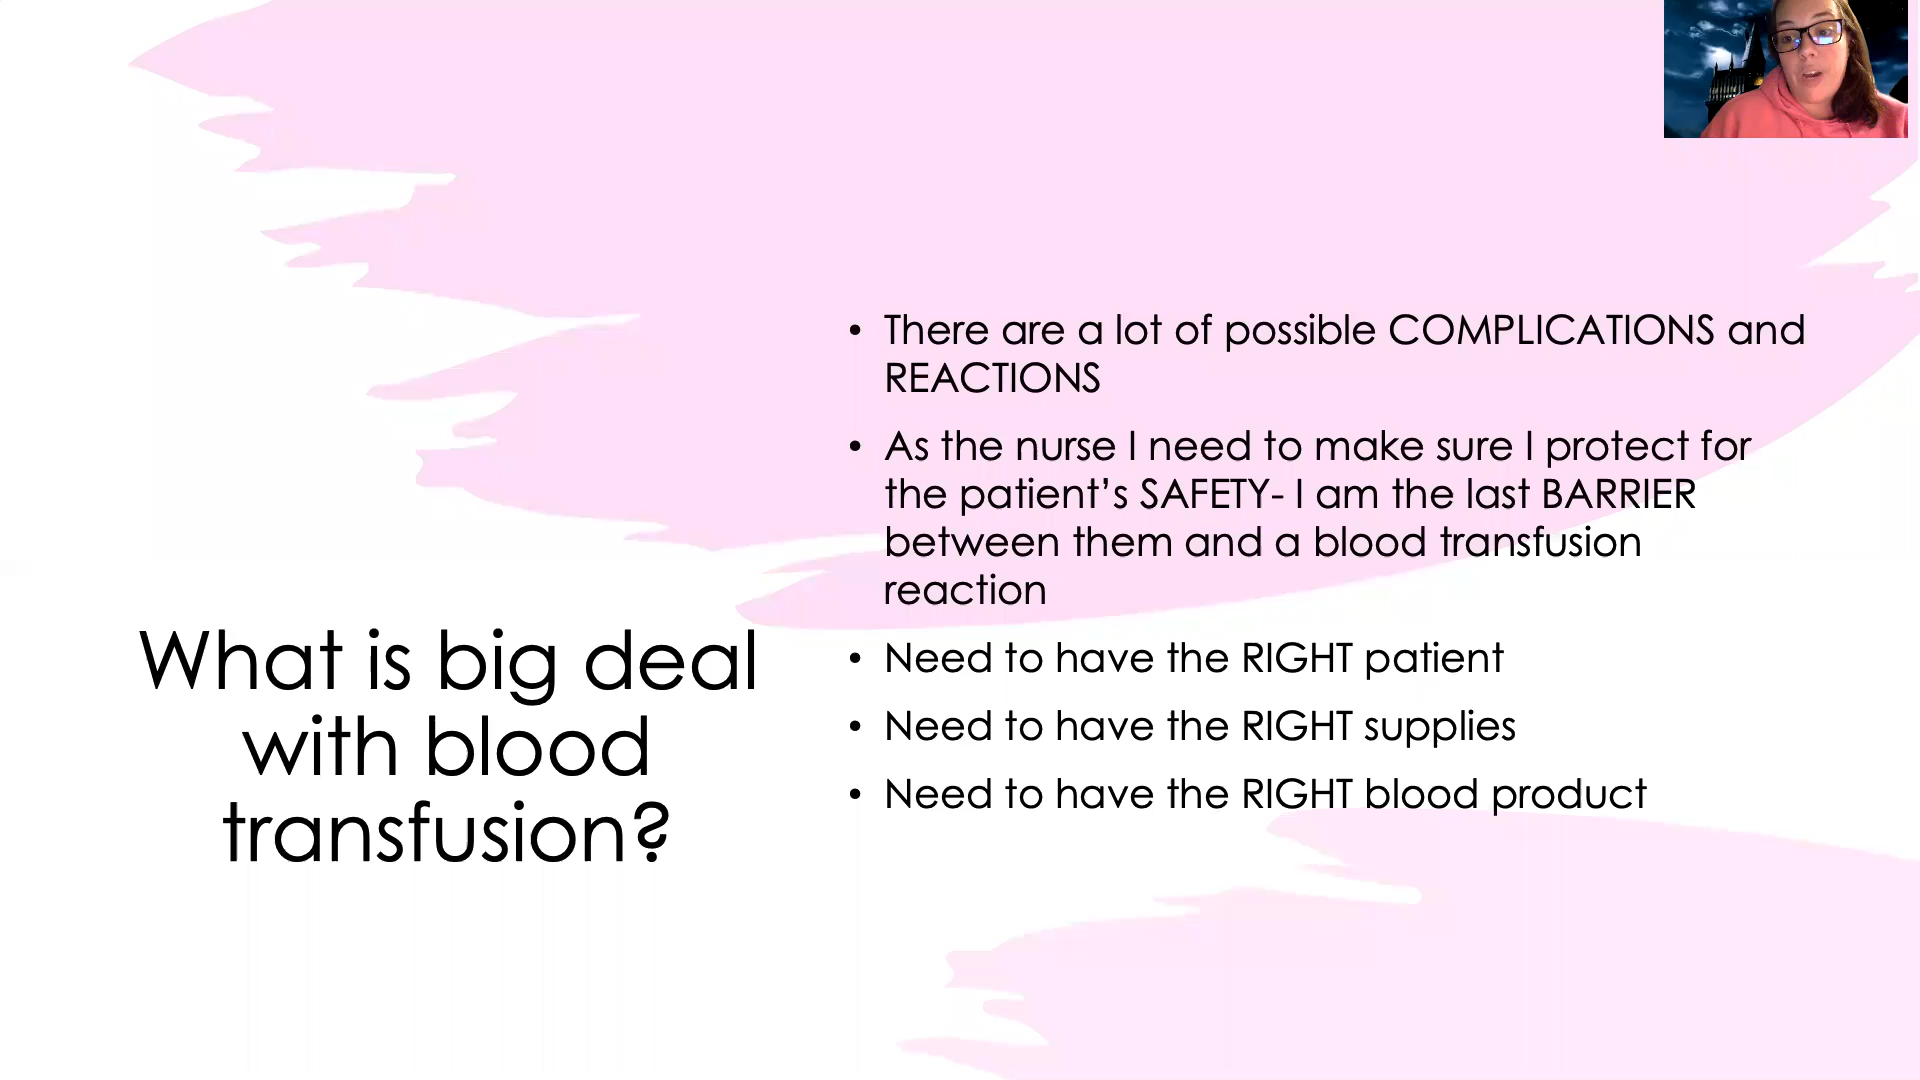 What is big deal
with blood
transfusion?
• There are a lot of possible COMPLICATIONS and
REACTIONS
• As the nurse I need to make sure I protect for
the patient’s SAFETY- I am the last BARRIER
between them and a blood transfusion
reaction
• Need to have the RIGHT patient
• Need to have the RIGHT supplies
• Need to have the RIGHT blood product